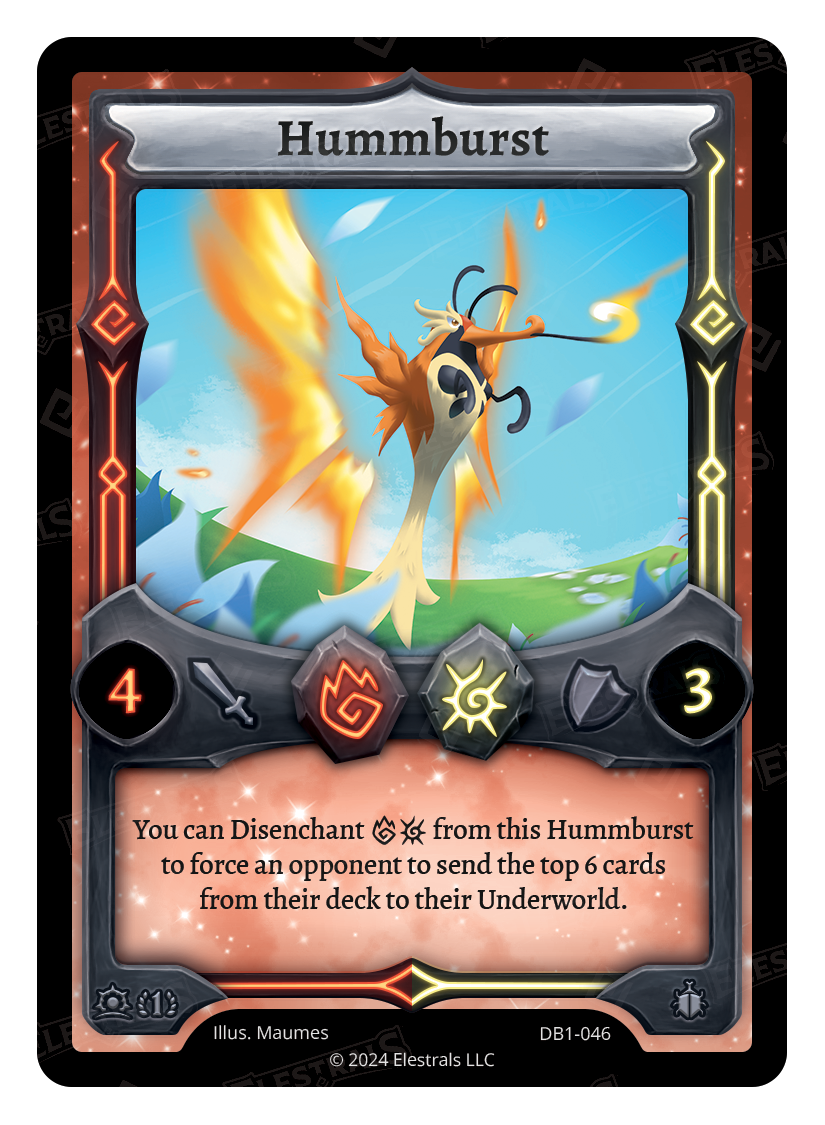 Hummburst
4
3
You can Disenchant from this Hummburst
to force an opponent to send the top 6 cards
from their deck to their Underworld.
1
Illus. Maumes
DB1-046
© 2024 Elestrals LLC